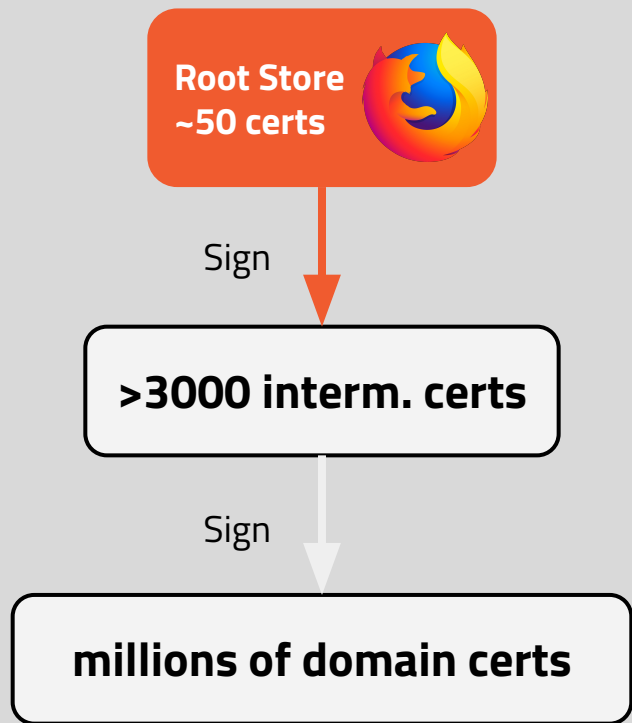 Root Store
~50 certs
Sign
>3000 interm. certs
Sign
millions of domain certs